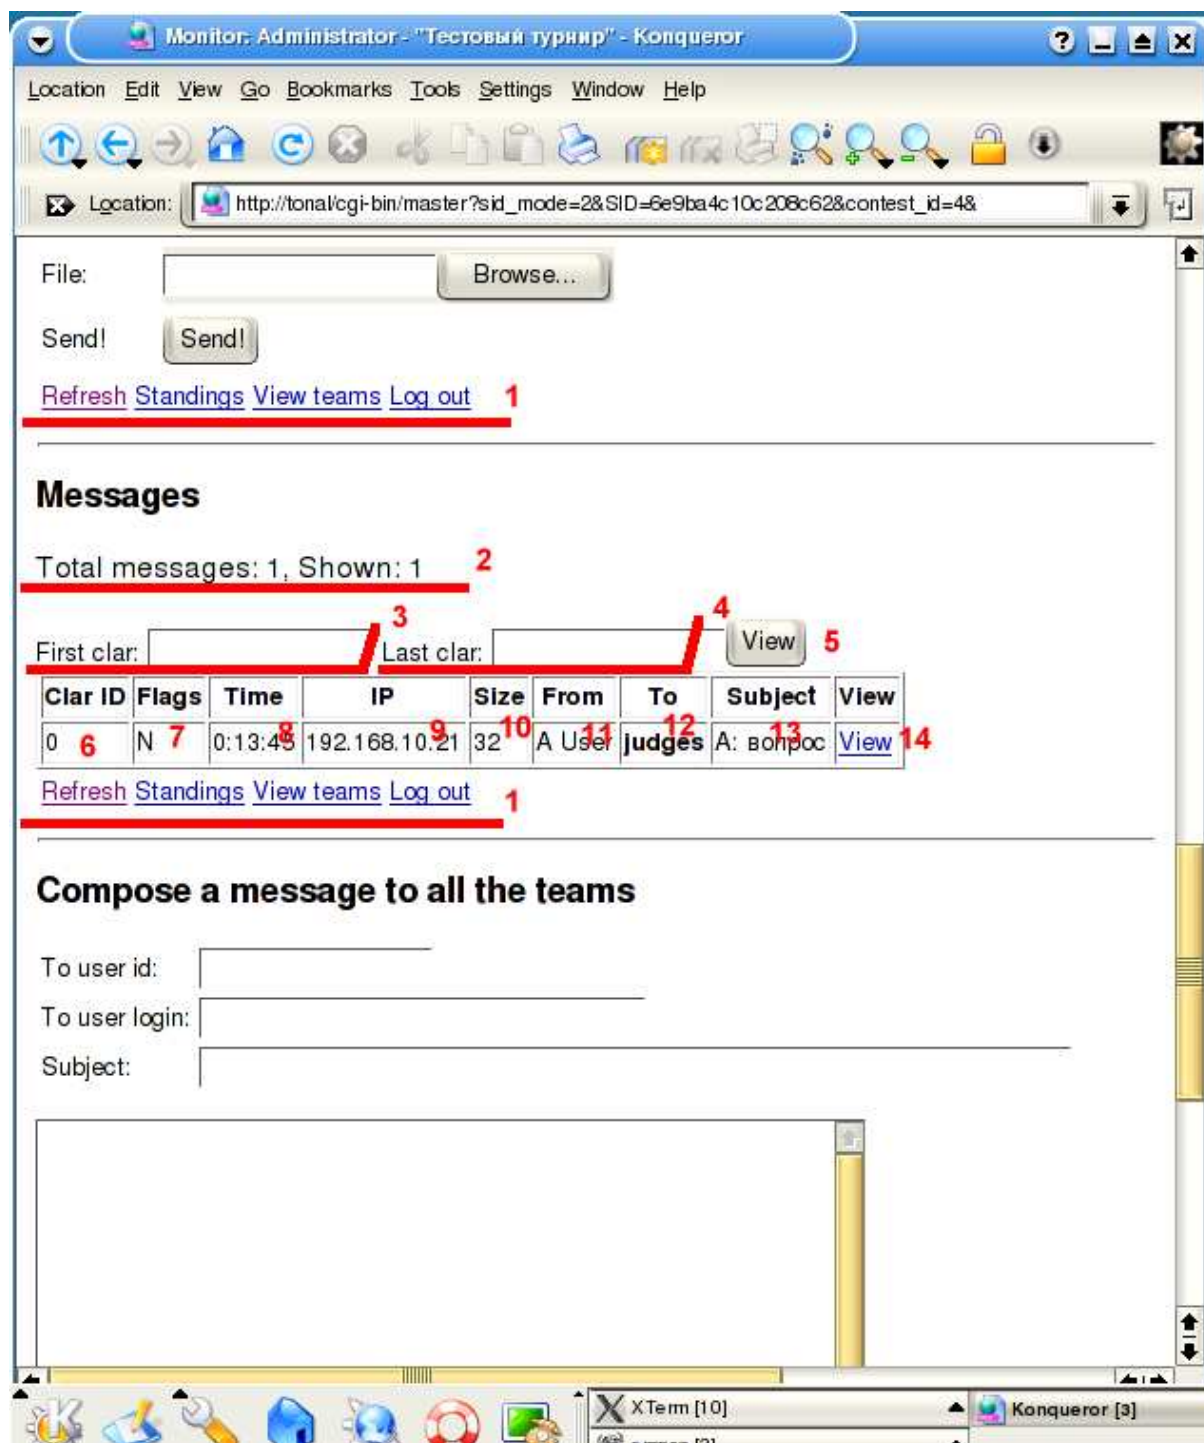 Monitor: Administrator - "Тестовый турнир" - Konqueror
Location Edit View Go Bookmarks Tools Settings Window Help
Location: http://tonal/cgi-bin/master?sid_mode=2&SID=6e9ba4c10c208c62&contest_id=4&
File: Browse...
Send! Send!
Refresh Standings View teams Log out 1
Messages
Total messages: 1, Shown: 1 2
3 4
First clar: Last clar: View 5
Clar ID Flags Time IP Size From To Subject View
0 6 N 7 0:13:45 8 192.168.10.21 9 32 10 A User 11 judges 12 A: вопрос 13 View 14
Refresh Standings View teams Log out 1
Compose a message to all the teams
To user id:
To user login:
Subject:
XTerm [10] Konqueror [3]